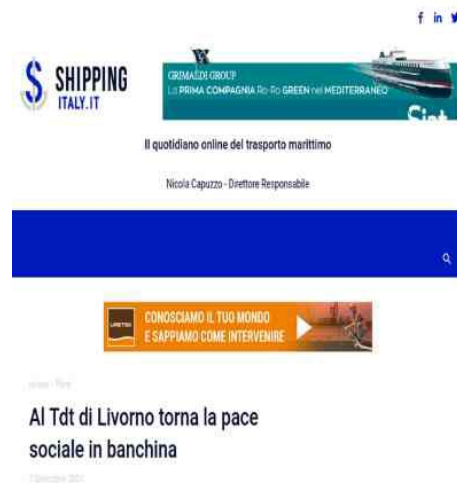 SHIPPING
ITALY.IT
GRIMALDI GROUP
La PRIMA COMPAGNIA Ro-Ro GREEN nel MEDITERRANEO
Il quotidiano online del trasporto marittimo
Nicola Capuzzo - Direttore Responsabile
CONOSCIAMO IL TUO MONDO
E SAPPIAMO COME INTERVENIRE
Al Tdt di Livorno torna la pace
sociale in banchina